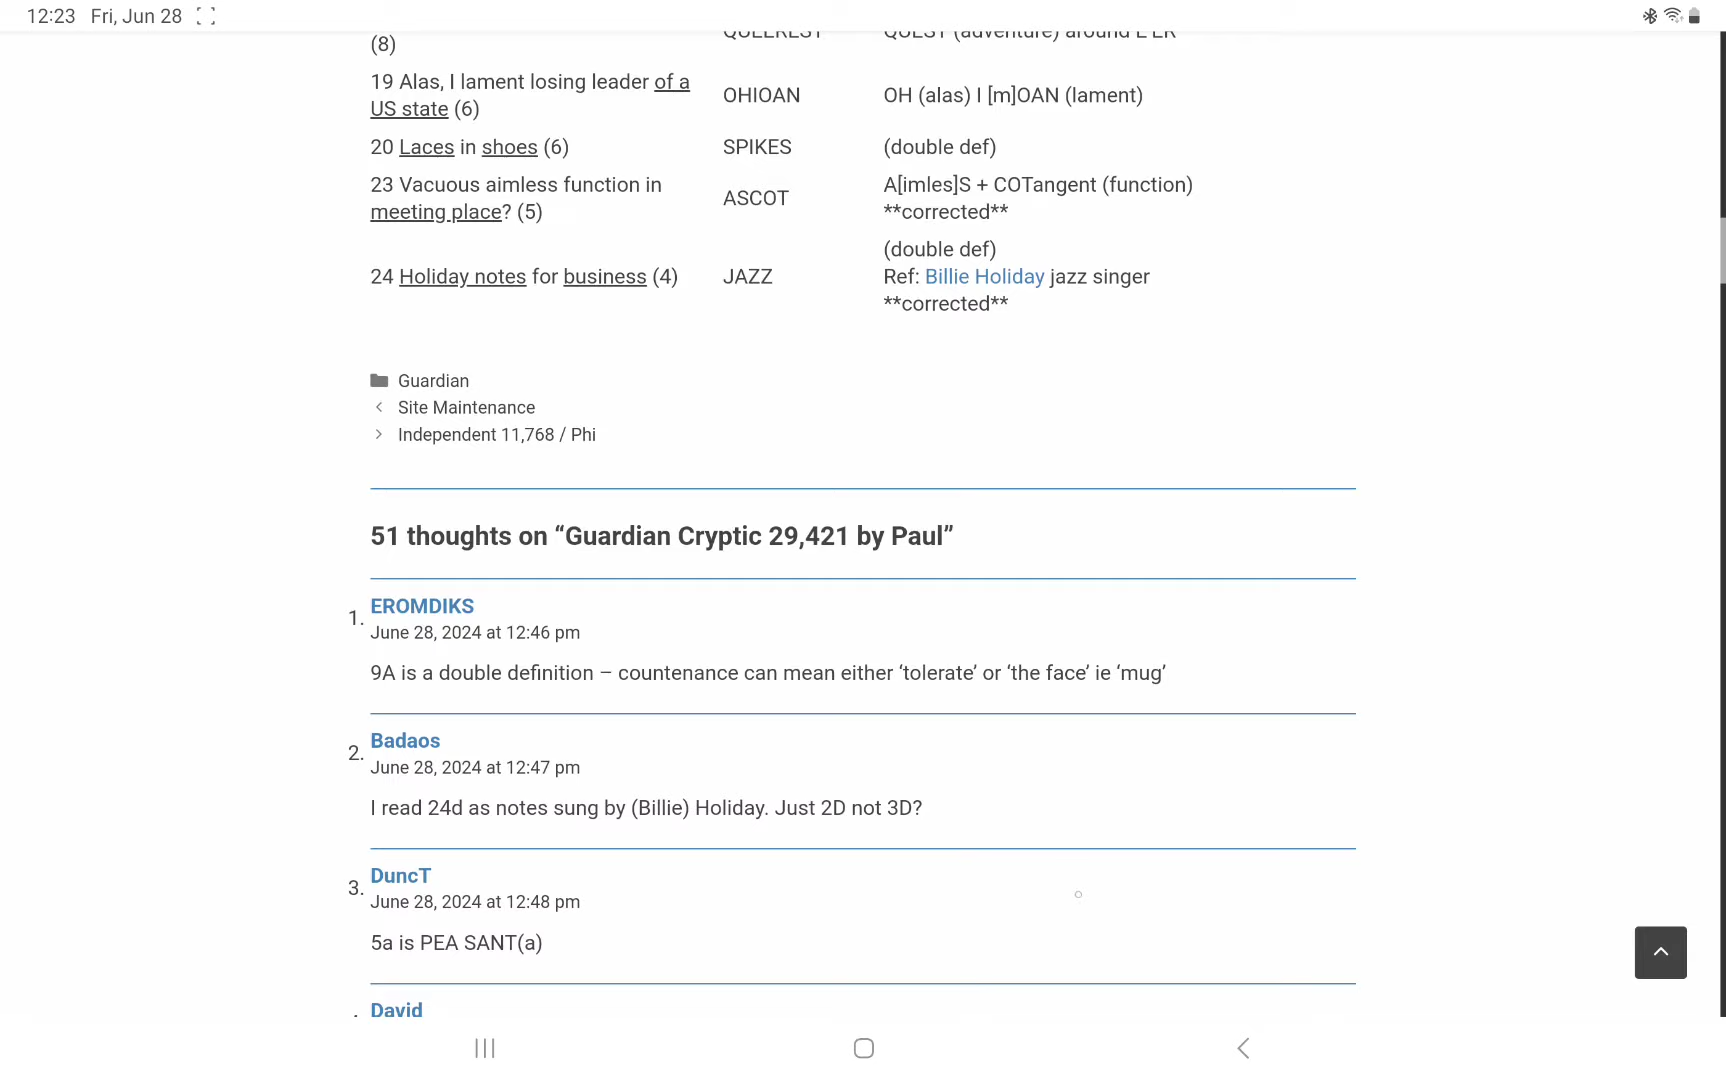 12:23 Fri, Jun 28
(8)
QUEEREST QUEST (adventure) around E'ER
19 Alas, I lament losing leader of a
US state (6)
OHIOAN
OH (alas) I [m]OAN (lament)
20 Laces in shoes (6)
SPIKES
(double def)
23 Vacuous aimless function in
meeting place? (5)
ASCOT
A[imles]S + COTangent (function)
**corrected**
24 Holiday notes for business (4)
JAZZ
(double def)
Ref: Billie Holiday jazz singer
**corrected**
Guardian
Site Maintenance
Independent 11,768 / Phi
51 thoughts on “Guardian Cryptic 29,421 by Paul”
1.
EROMDIKS
June 28, 2024 at 12:46 pm
9A is a double definition – countenance can mean either ‘tolerate’ or ‘the face’ ie ‘mug’
2.
Badaos
June 28, 2024 at 12:47 pm
I read 24d as notes sung by (Billie) Holiday. Just 2D not 3D?
3.
DuncT
June 28, 2024 at 12:48 pm
5a is PEA SANT(a)
David